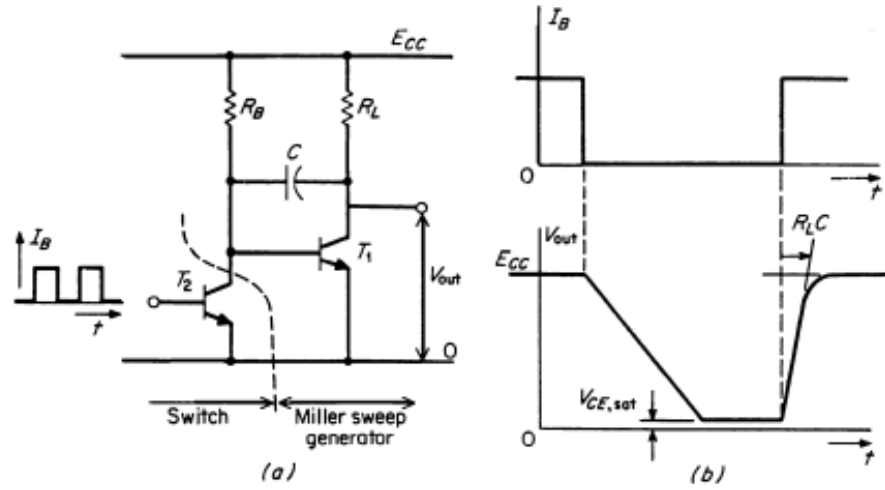 E_CC
R_B
R_L
C
I_B
t
T_2
T_1
V_out
O
Switch
Miller sweep generator
(a)
I_B
O
t
R_L C
V_out
E_CC
V_CE,sat
O
t
(b)